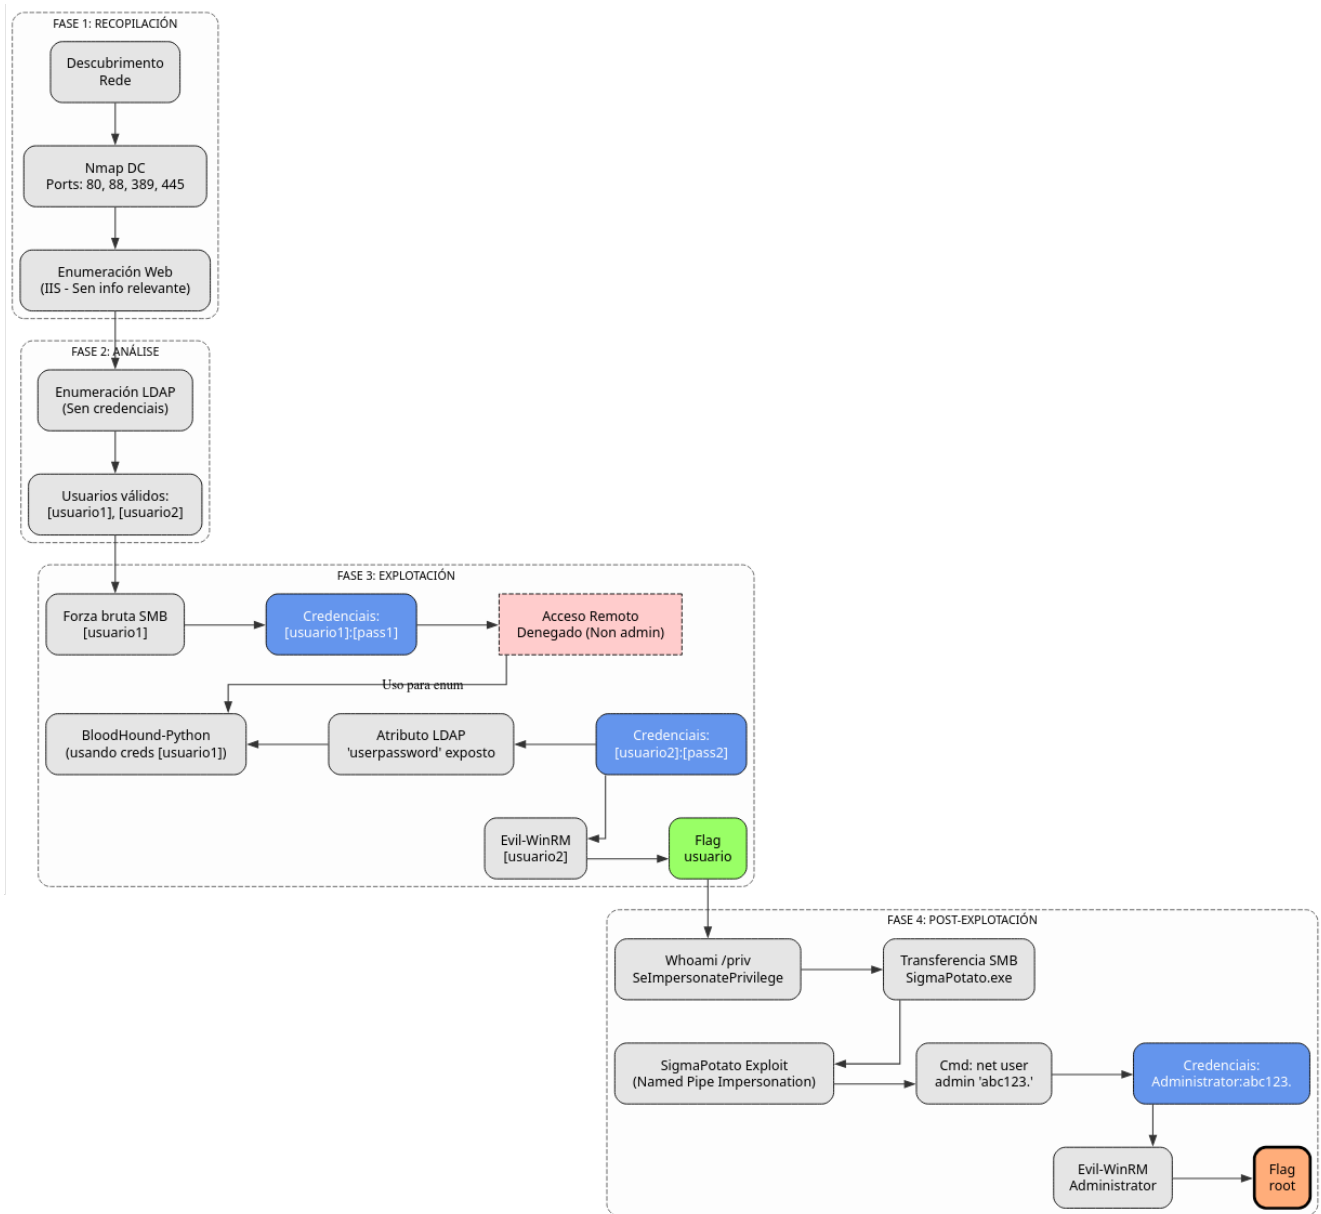 FASE 1: RECOPILACIÓN
Descubrimento
Rede
Nmap DC
Ports: 80, 88, 389, 445
Enumeración Web
(IIS - Sen info relevante)
FASE 2: ANÁLISE
Enumeración LDAP
(Sen credenciais)
Usuarios válidos:
[usuario1], [usuario2]
FASE 3: EXPLOTACIÓN
Forza bruta SMB
[usuario1]
Credenciais:
[usuario1]:[pass1]
Acceso Remoto
Denegado (Non admin)
Uso para enum
BloodHound-Python
(usando creds [usuario1])
Atributo LDAP
'userpassword' exposto
Credenciais:
[usuario2]:[pass2]
Evil-WinRM
[usuario2]
Flag
usuario
FASE 4: POST-EXPLOTACIÓN
Whoami /priv
SeImpersonatePrivilege
Transferencia SMB
SigmaPotato.exe
SigmaPotato Exploit
(Named Pipe Impersonation)
Cmd: net user
admin 'abc123.'
Credenciais:
Administrator:abc123.
Evil-WinRM
Administrator
Flag
root